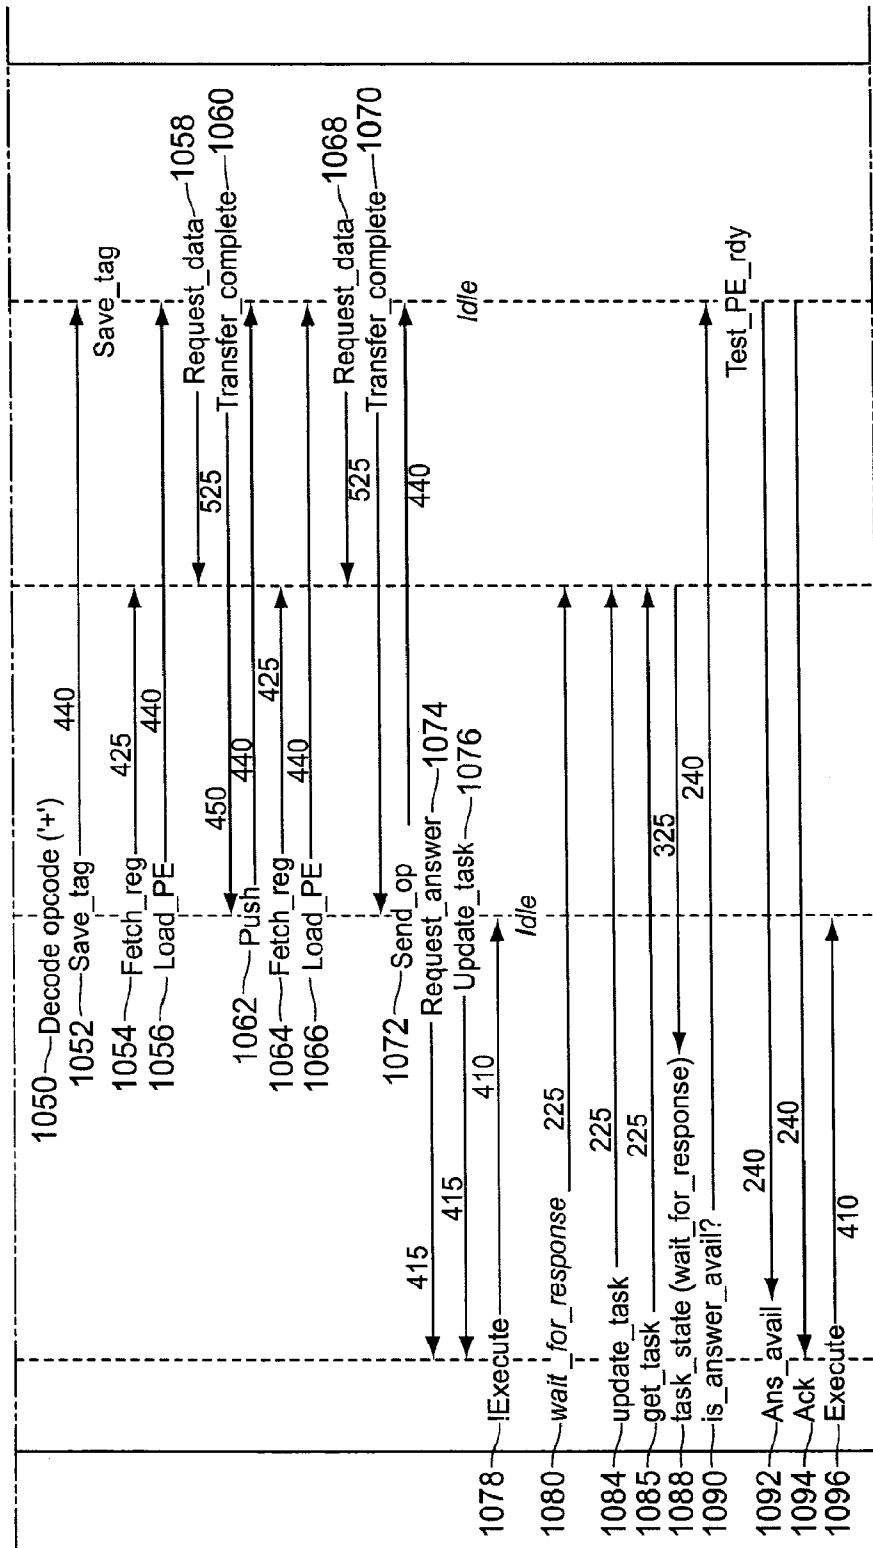 1050 Decode opcode ('+')
1052 Save_tag 440 Save_tag
1054 Fetch_reg 425
1056 Load_PE 440
525 Request_data 1058
450 Transfer_complete 1060
1062 Push 440
1064 Fetch_reg 425
1066 Load_PE 440
525 Request_data 1068
Transfer_complete 1070
1072 Send_op 440
415 Request_answer 1074
415 Update_task 1076
1078 !Execute 410 Idle Idle
1080 wait_for_response 225
1084 update_task 225
1085 get_task 225
1088 task_state (wait_for_response) 325
1090 is_answer_avail? 240
Test_PE_rdy
1092 Ans_avail 240
1094 Ack 240
1096 Execute 410